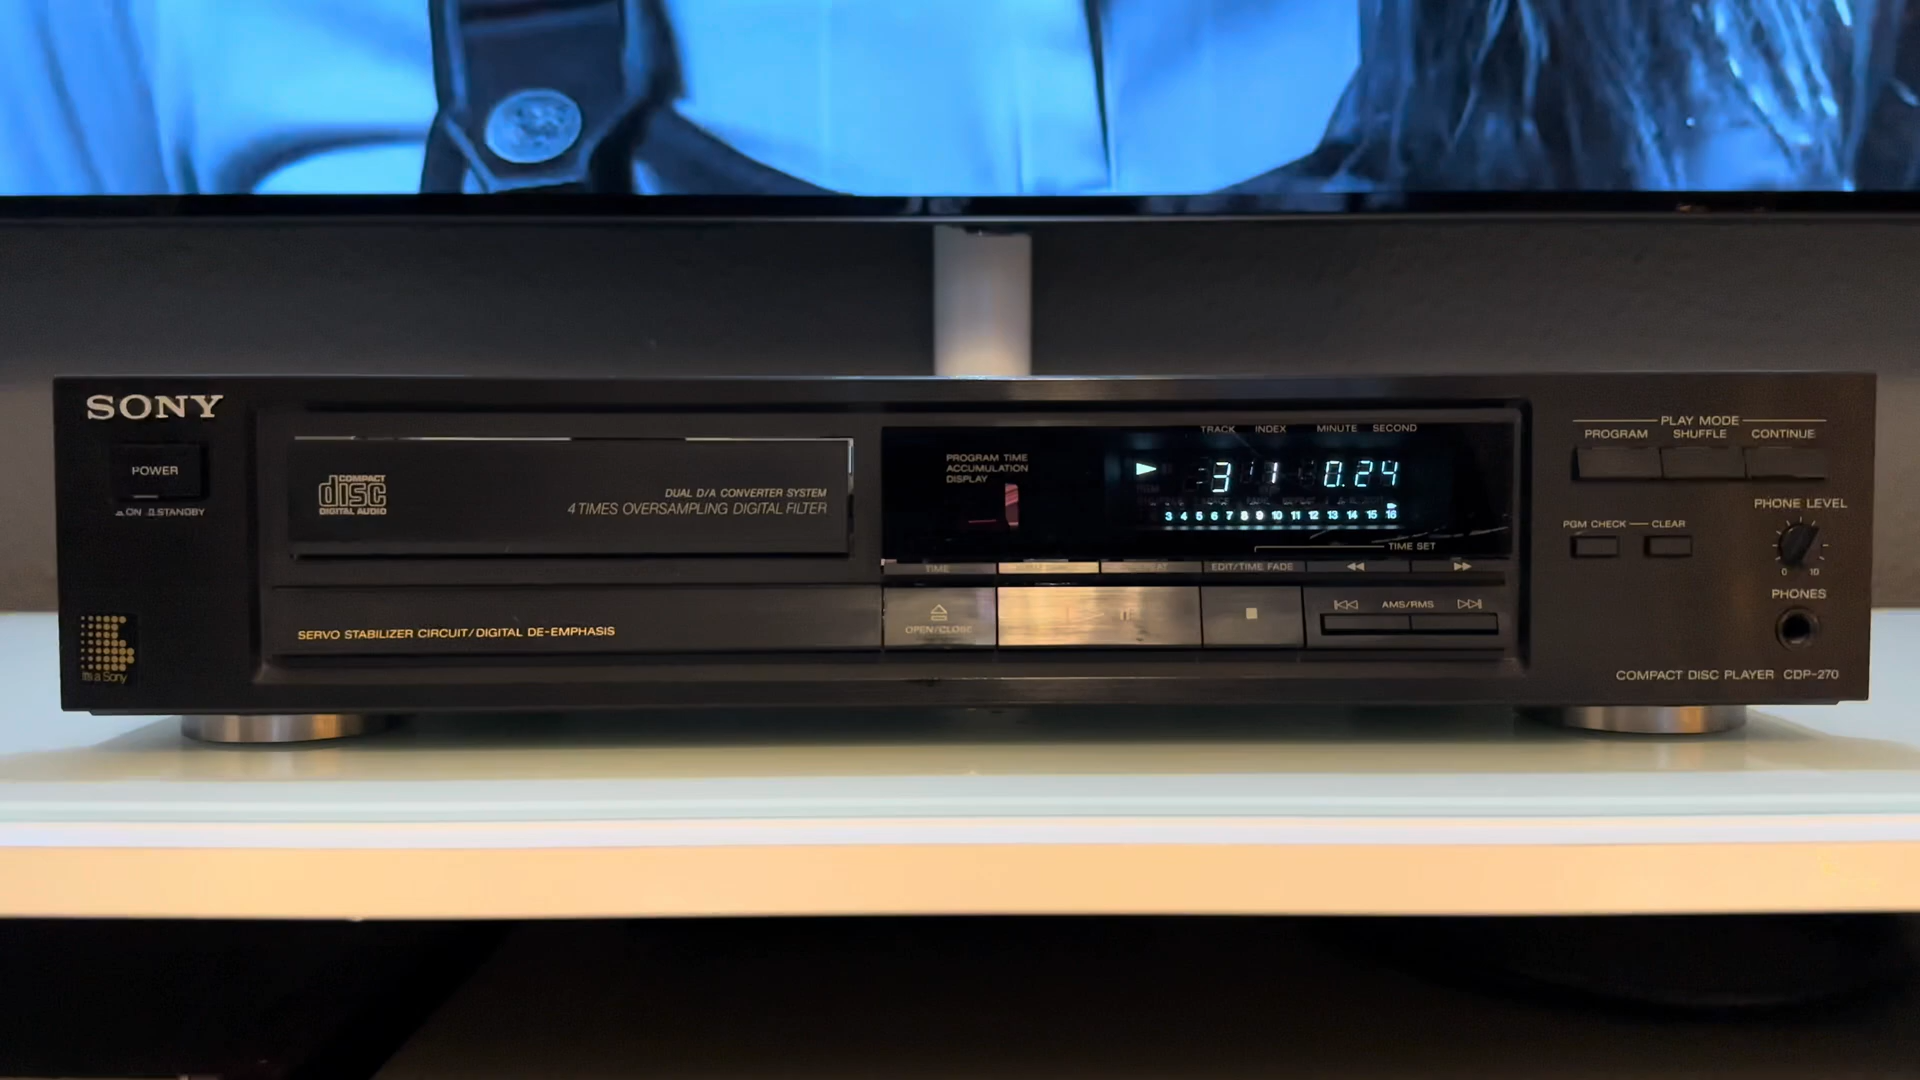 SONY
POWER
ON STANDBY
It's a Sony
COMPACT
disc
DIGITAL AUDIO
DUAL D/A CONVERTER SYSTEM
4 TIMES OVERSAMPLING DIGITAL FILTER
SERVO STABILIZER CIRCUIT/DIGITAL DE-EMPHASIS
PROGRAM TIME
ACCUMULATION
DISPLAY
TRACK INDEX MINUTE SECOND
3 1 0.24
3 4 5 6 7 8 9 10 11 12 13 14 15 16
TIME SET
TIME
EDIT/TIME FADE
OPEN/CLOSE
AMS/RMS
PLAY MODE
PROGRAM SHUFFLE CONTINUE
PGM CHECK CLEAR
PHONE LEVEL
0 10
PHONES
COMPACT DISC PLAYER CDP-270